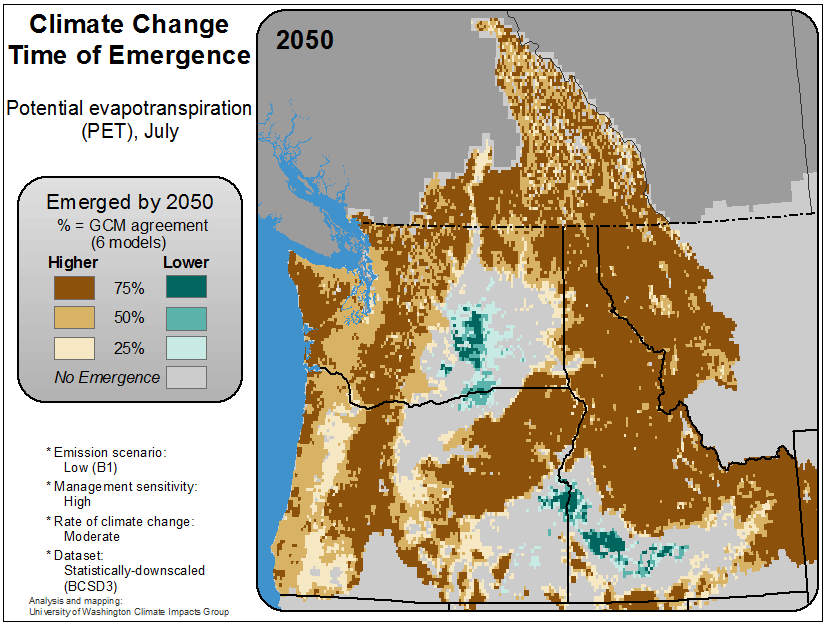 Climate Change
Time of Emergence
Potential evapotranspiration
(PET), July
Emerged by 2050
% = GCM agreement
(6 models)
Higher Lower
75%
50%
25%
No Emergence
* Emission scenario:
Low (B1)
* Management sensitivity:
High
* Rate of climate change:
Moderate
* Dataset:
Statistically-downscaled
(BCSD3)
Analysis and mapping:
University of Washington Climate Impacts Group
2050